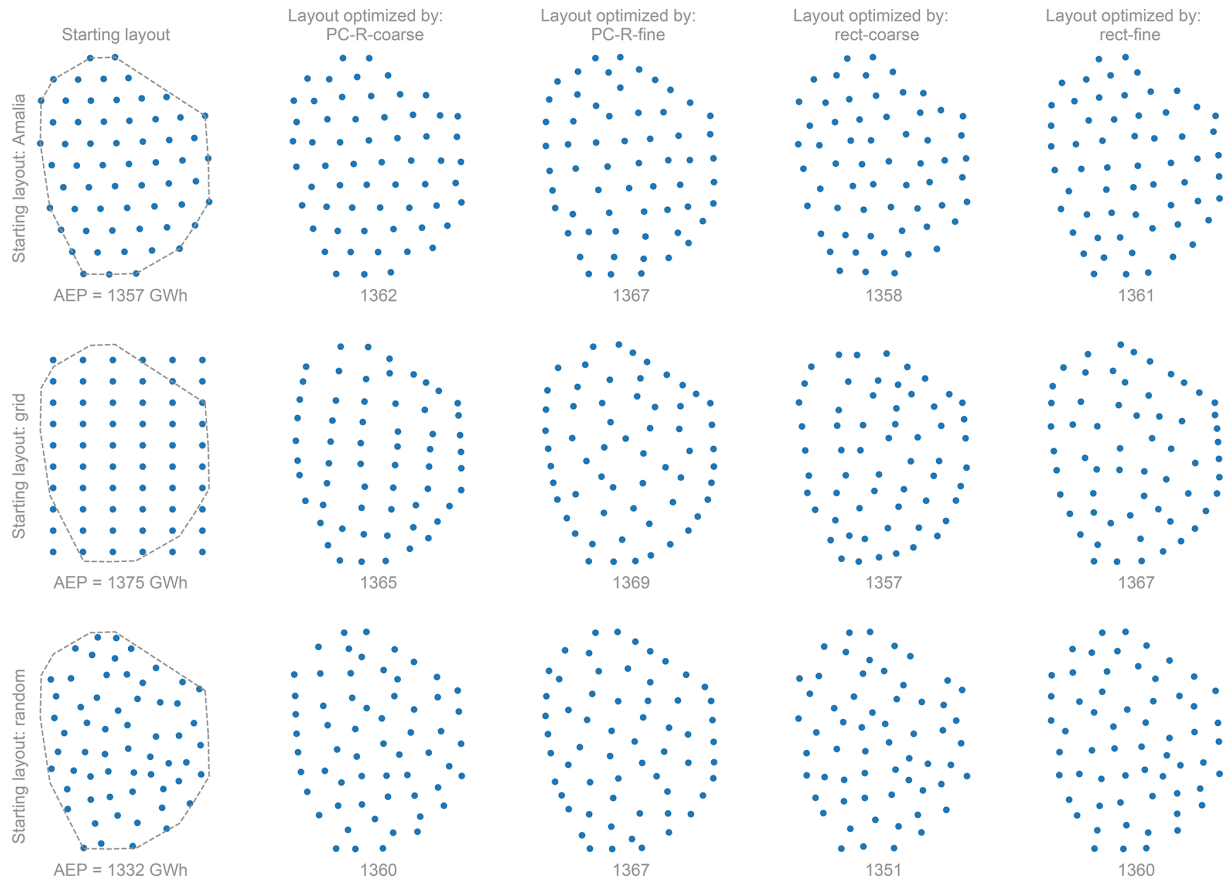 Starting layout
Layout optimized by:
PC-R-coarse
Layout optimized by:
PC-R-fine
Layout optimized by:
rect-coarse
Layout optimized by:
rect-fine
Starting layout: Amalia
AEP = 1357 GWh
1362
1367
1358
1361
Starting layout: grid
AEP = 1375 GWh
1365
1369
1357
1367
Starting layout: random
AEP = 1332 GWh
1360
1367
1351
1360